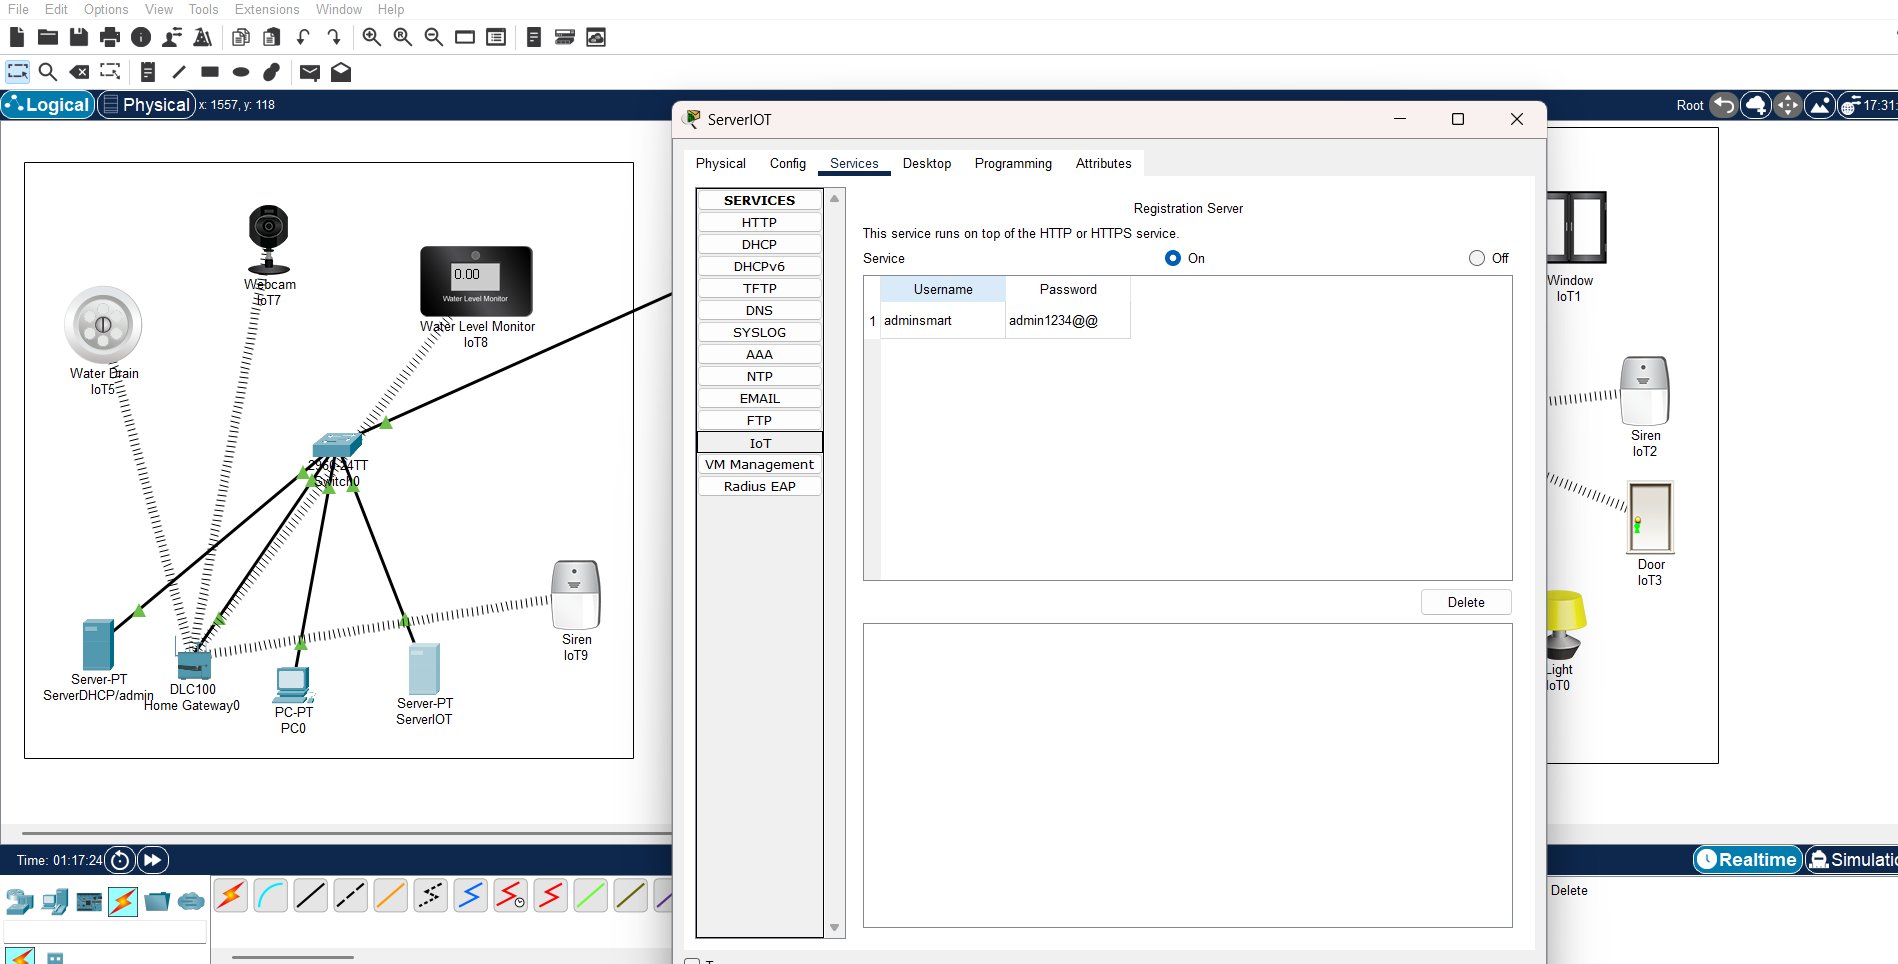 File Edit Options View Tools Extensions Window Help
Logical Physical x: 1557, y: 118
Root 17:31:
ServerIOT
Physical Config Services Desktop Programming Attributes
SERVICES
HTTP
DHCP
DHCPv6
TFTP
DNS
SYSLOG
AAA
NTP
EMAIL
FTP
IoT
VM Management
Radius EAP
Registration Server
This service runs on top of the HTTP or HTTPS service.
Service On Off
Username Password
1 adminsmart admin1234@@
Delete
Webcam
IoT7
0.00
Water Level Monitor
Water Level Monitor
IoT8
Water Drain
IoT5
2960-24TT
Switch0
Siren
IoT9
Server-PT
ServerDHCP/admin
DLC100
Home Gateway0
PC-PT
PC0
Server-PT
ServerIOT
Window
IoT1
Siren
IoT2
Door
IoT3
Light
IoT0
Time: 01:17:24
Realtime Simulatio
Delete